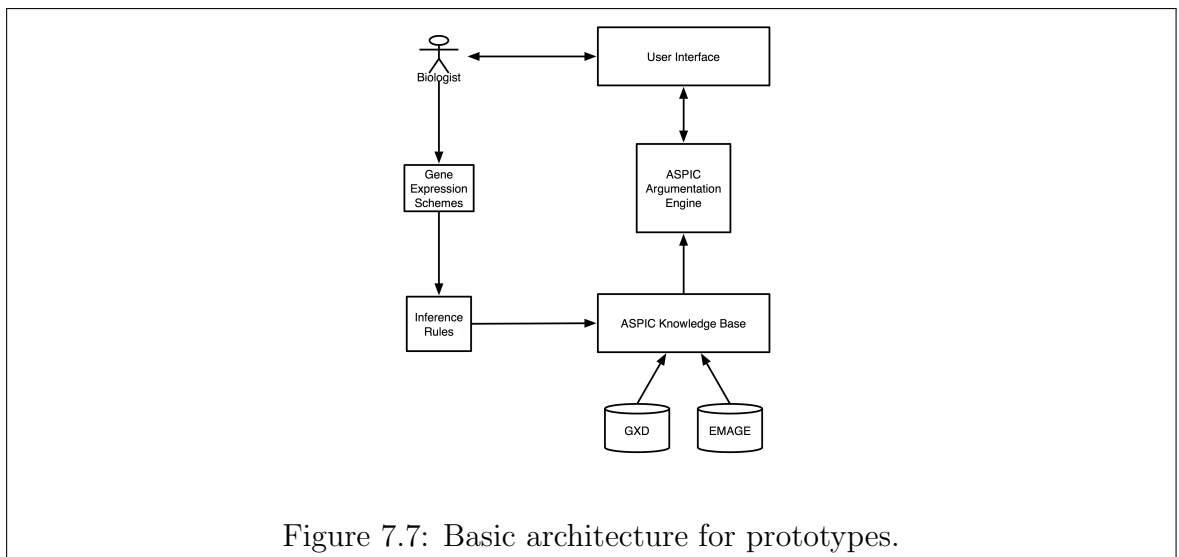 Biologist
User Interface
Gene
Expression
Schemes
ASPIC
Argumentation
Engine
Inference
Rules
ASPIC Knowledge Base
GXD
EMAGE
Figure 7.7: Basic architecture for prototypes.